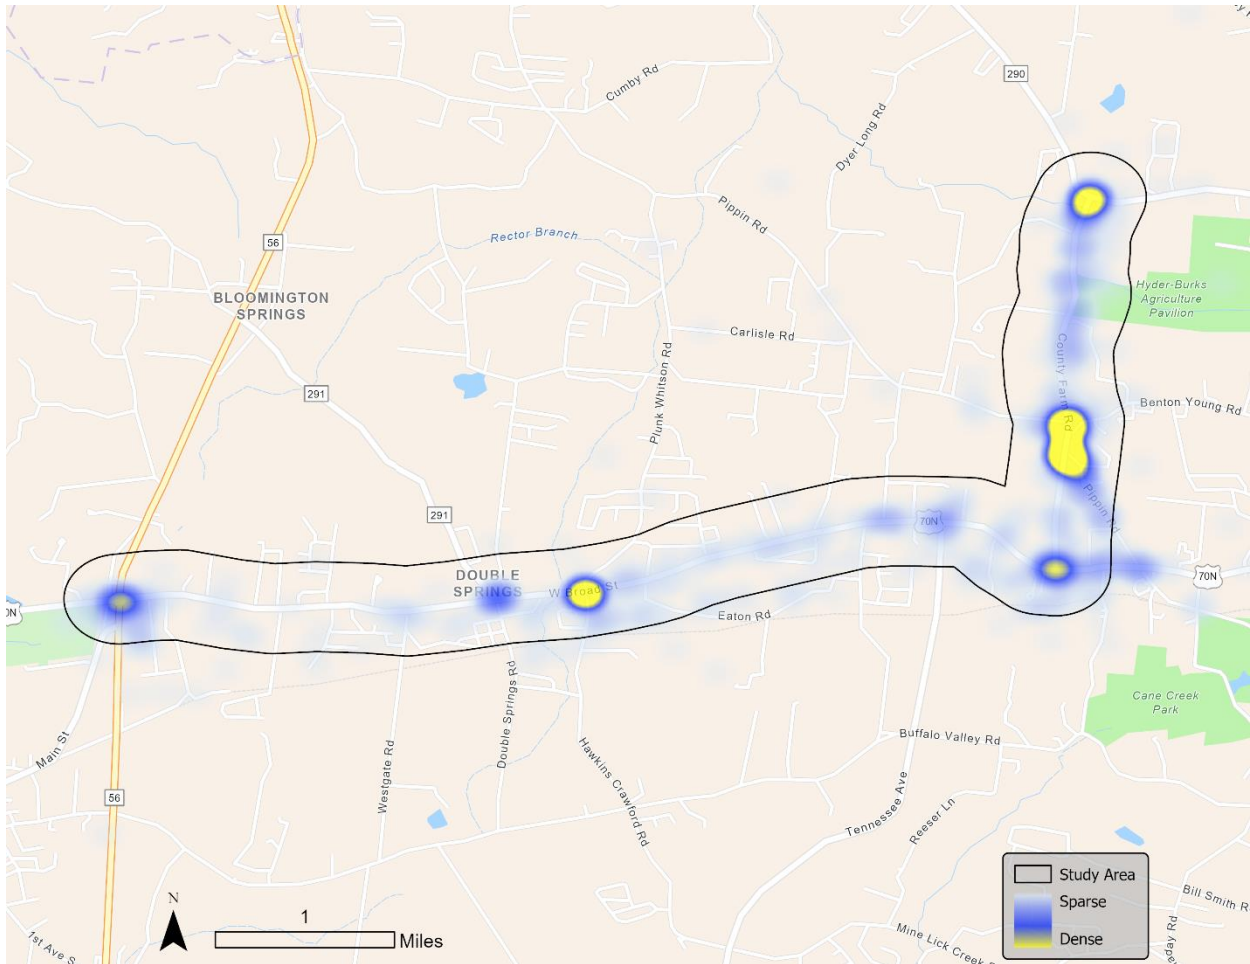 290
Cumby Rd
Dyer Long Rd
Pippin Rd
56
Rector Branch
BLOOMINGTON
SPRINGS
Hyder-Burks
Agriculture
Pavilion
Carlisle Rd
County Farm Rd
Plunk Whitson Rd
291
Benton Young Rd
291
Pippin Rd
70N
DOUBLE
SPRINGS
W Broad St
70N
Eaton Rd
Double Springs Rd
Cane Creek
Park
Main St
Westgate Rd
Hawkins Crawford Rd
Buffalo Valley Rd
56
Tennessee Ave
Reeser Ln
Study Area
Sparse
Dense
N
1
Miles
Bill Smith R
1st Ave S
Mine Lick Creek